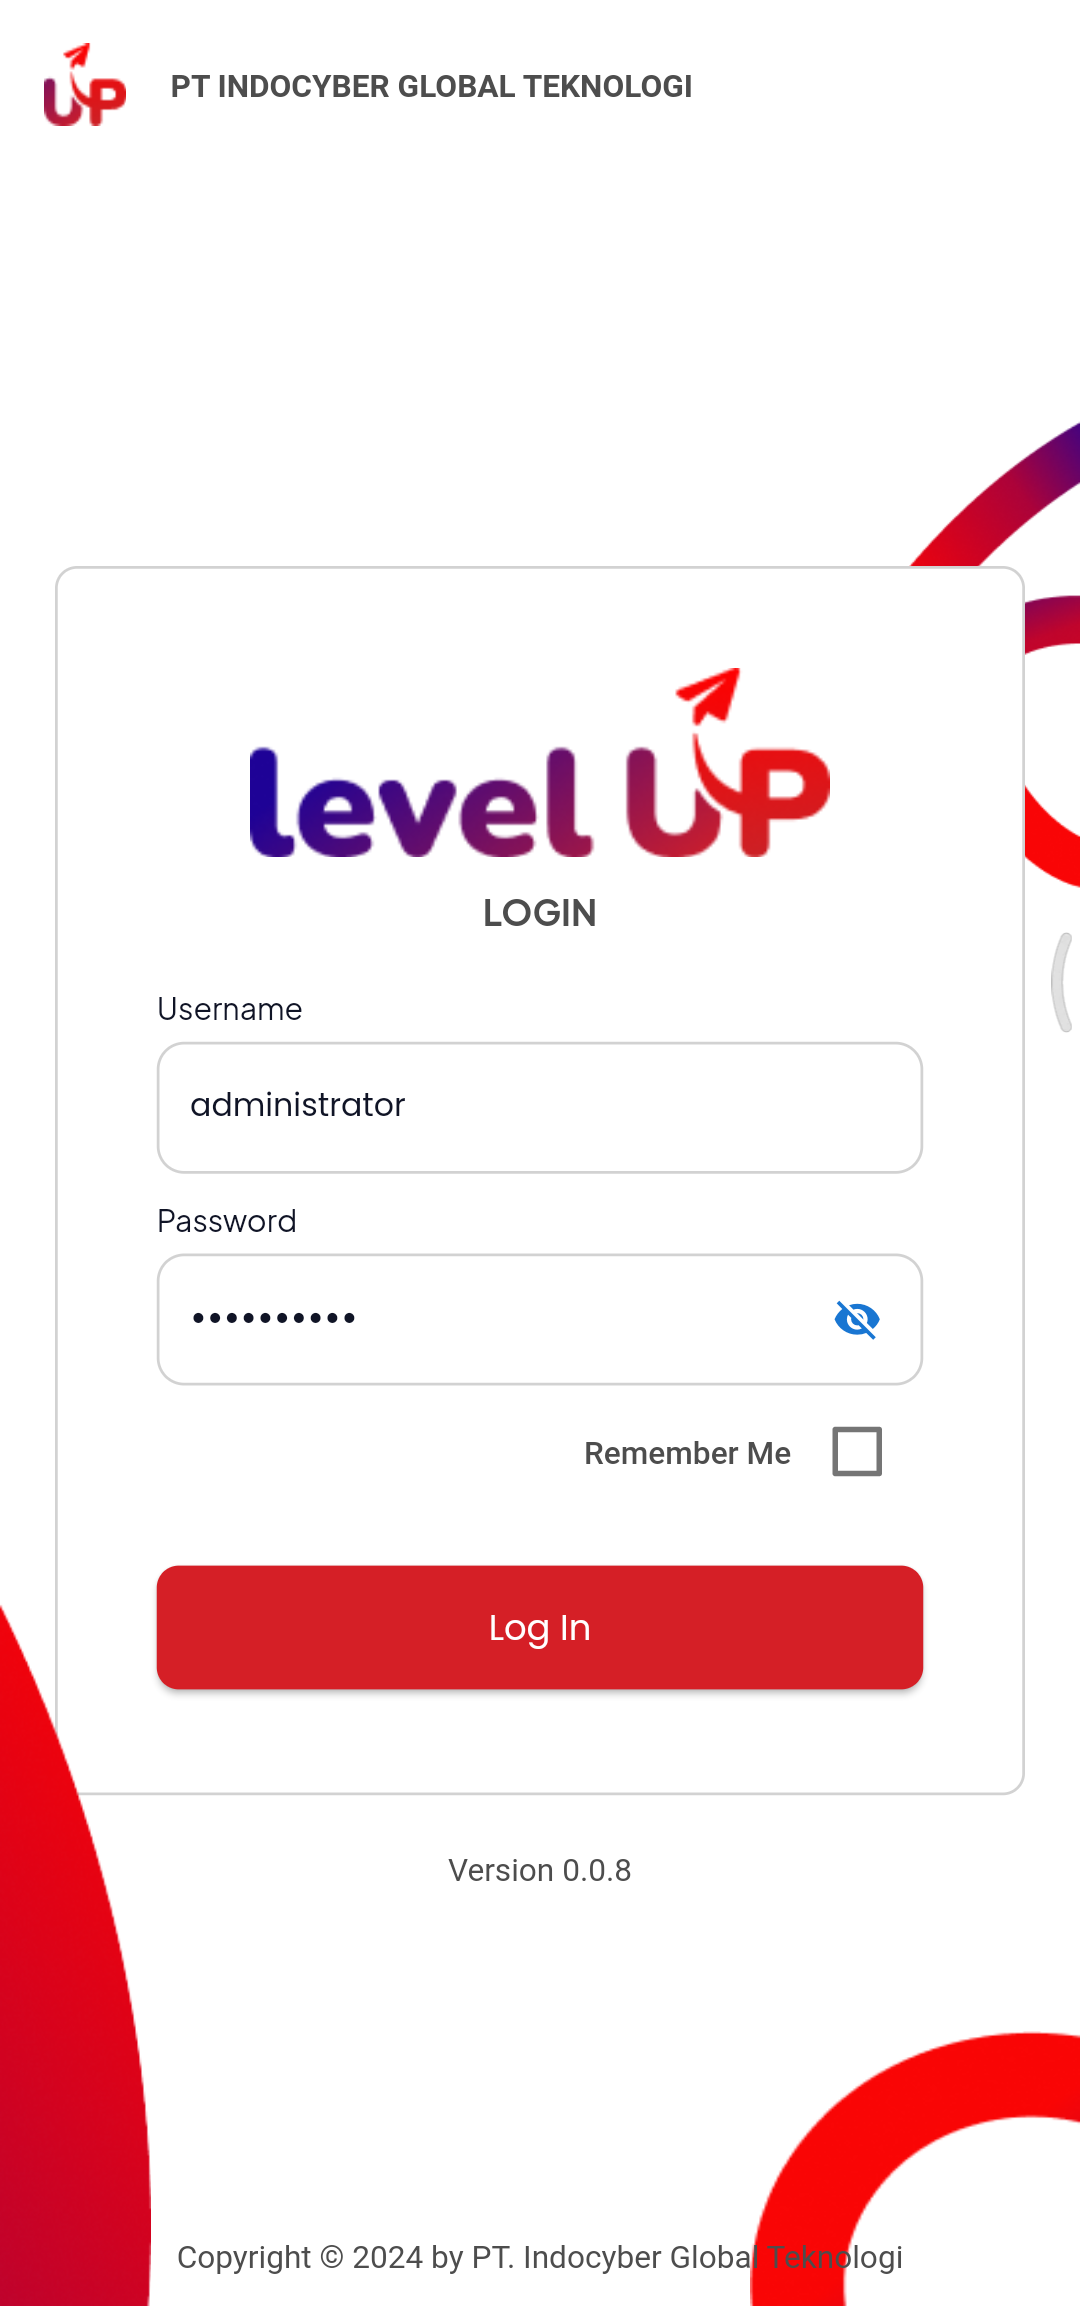 UP
PT INDOCYBER GLOBAL TEKNOLOGI
level UP
LOGIN
Username
administrator
Password
••••••••••
Remember Me
Log In
Version 0.0.8
Copyright © 2024 by PT. Indocyber Global Teknologi